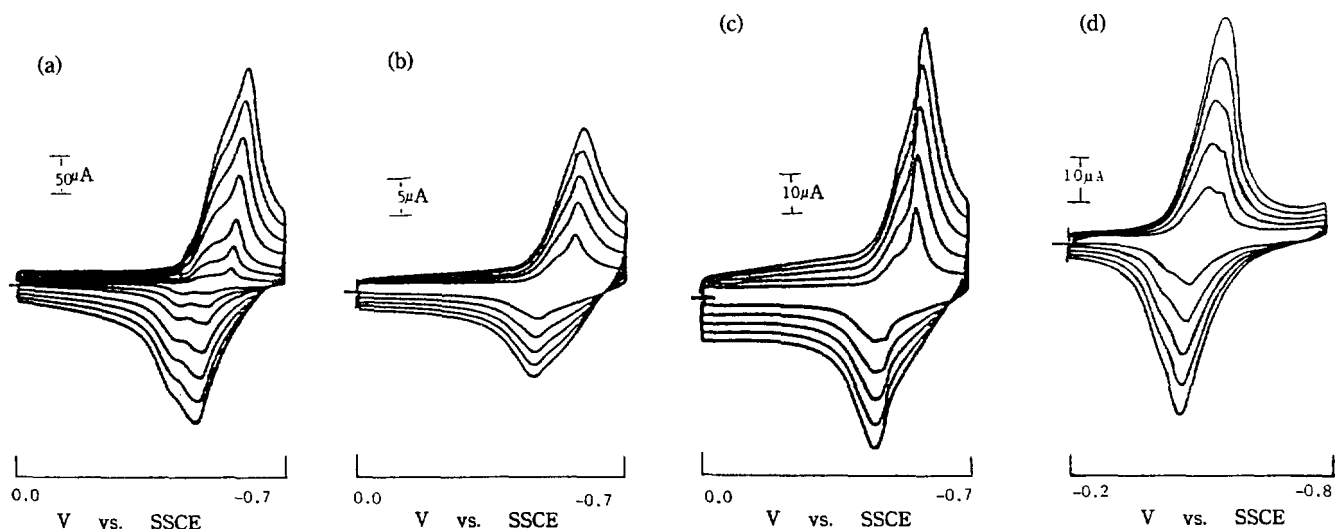 (a)
50μA
0.0 -0.7
V vs. SSCE
(b)
5μA
0.0 -0.7
V vs. SSCE
(c)
10μA
0.0 -0.7
V vs. SSCE
(d)
10μA
-0.2 -0.8
V vs. SSCE